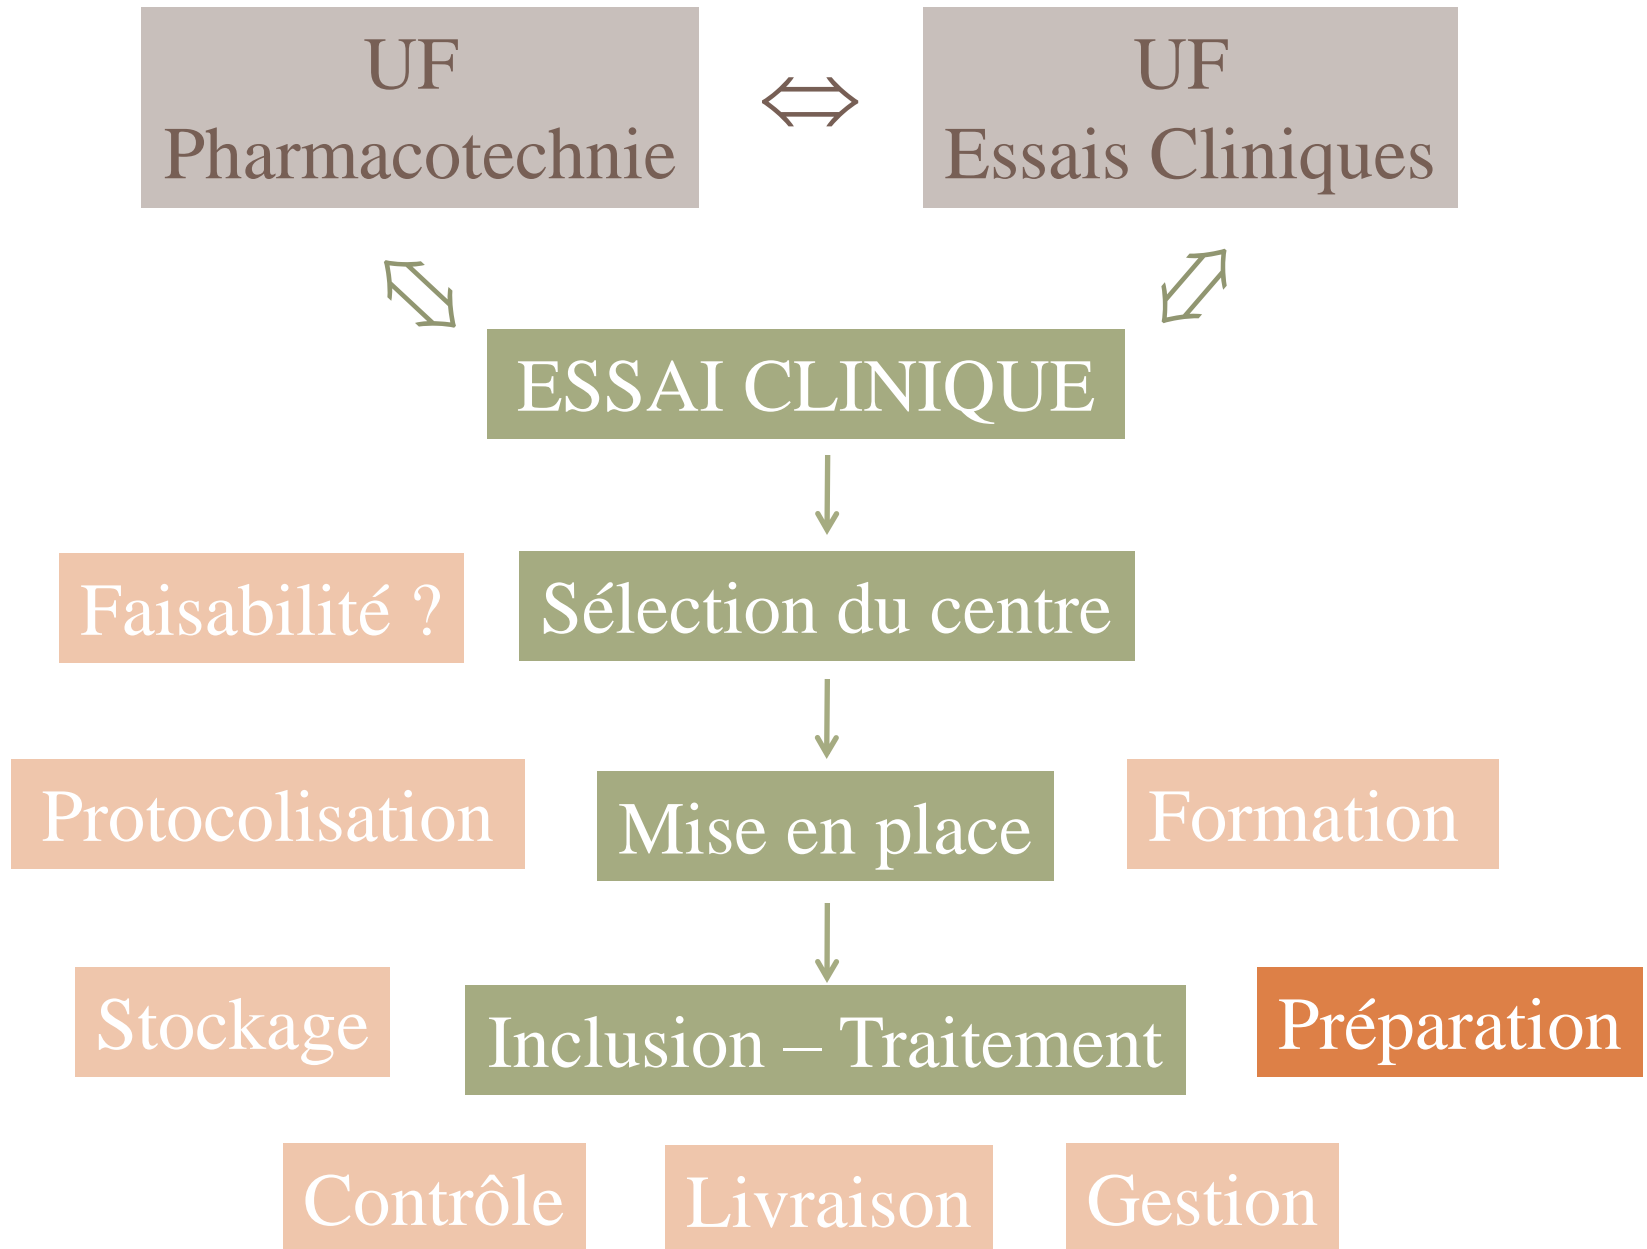 UF
Pharmacotechnie
UF
Essais Cliniques
ESSAI CLINIQUE
Faisabilité ?
Sélection du centre
Protocolisation
Mise en place
Formation
Stockage
Inclusion – Traitement
Préparation
Contrôle
Livraison
Gestion